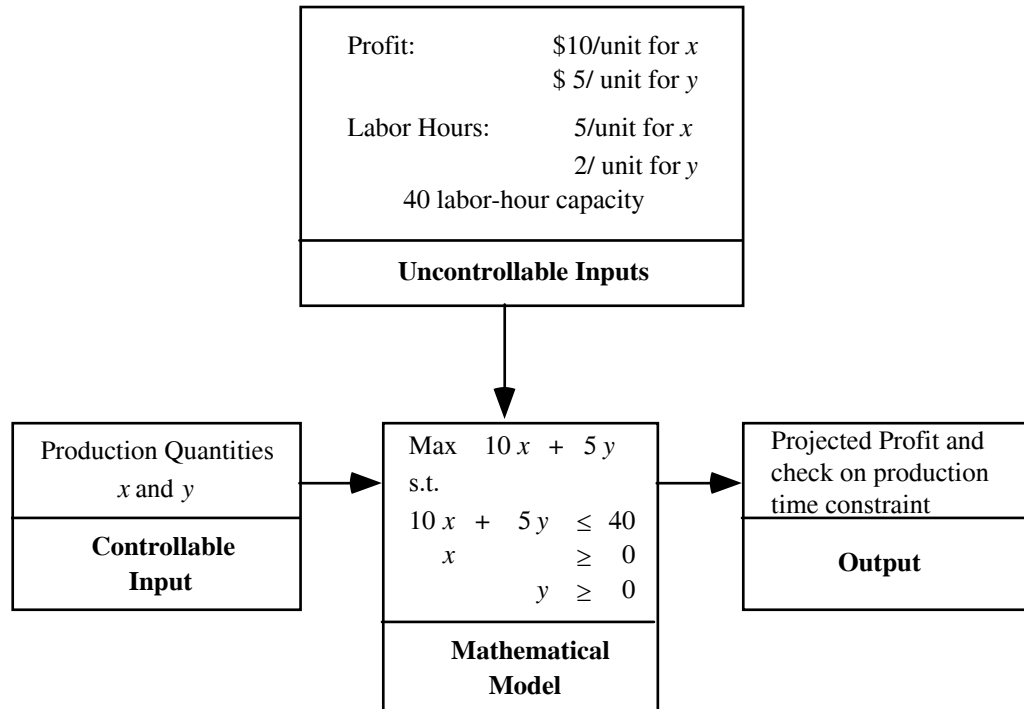 Profit: $10/unit for x
$ 5/ unit for y
Labor Hours: 5/unit for x
2/ unit for y
40 labor-hour capacity
Uncontrollable Inputs
Production Quantities
x and y
Controllable
Input
Max 10 x + 5 y
s.t.
10 x + 5 y ≤ 40
x ≥ 0
y ≥ 0
Mathematical
Model
Projected Profit and
check on production
time constraint
Output